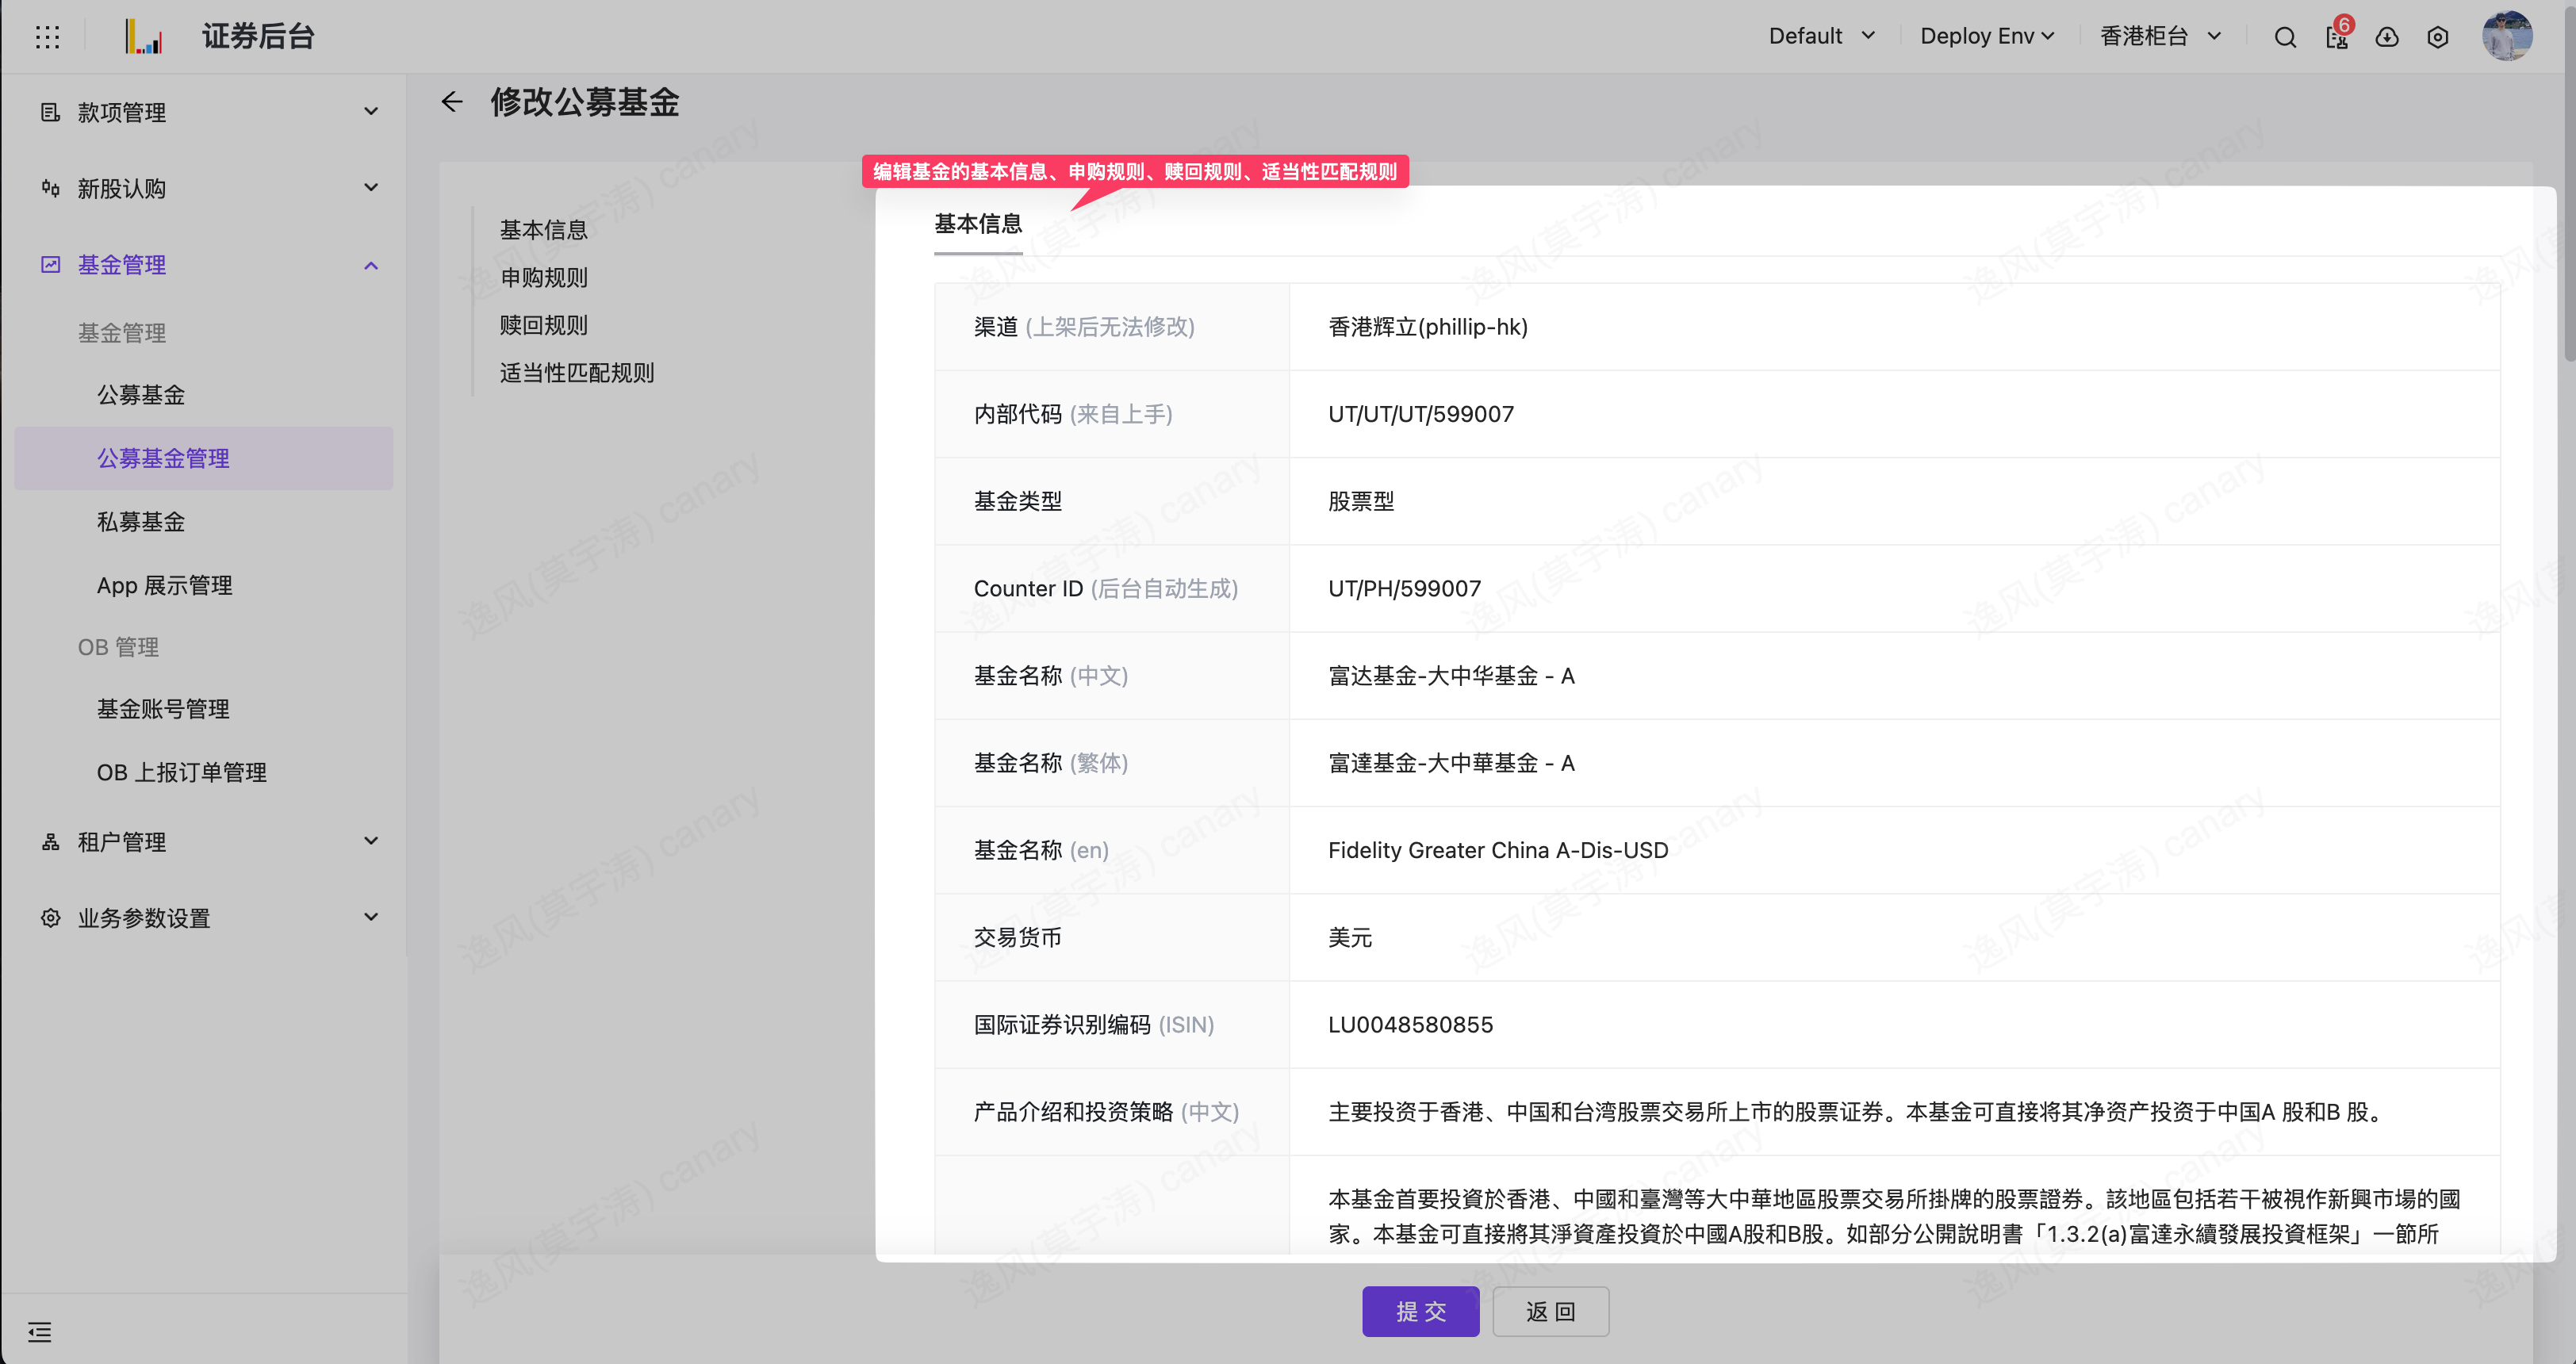 证券后台
Default
Deploy Env
香港柜台
6
款项管理
新股认购
基金管理
基金管理
公募基金
公募基金管理
私募基金
App 展示管理
OB 管理
基金账号管理
OB 上报订单管理
租户管理
业务参数设置
修改公募基金
编辑基金的基本信息、申购规则、赎回规则、适当性匹配规则
基本信息
申购规则
赎回规则
适当性匹配规则
基本信息
渠道 (上架后无法修改)
香港辉立(phillip-hk)
内部代码 (来自上手)
UT/UT/UT/599007
基金类型
股票型
Counter ID (后台自动生成)
UT/PH/599007
基金名称 (中文)
富达基金-大中华基金 - A
基金名称 (繁体)
富達基金-大中華基金 - A
基金名称 (en)
Fidelity Greater China A-Dis-USD
交易货币
美元
国际证券识别编码 (ISIN)
LU0048580855
产品介绍和投资策略 (中文)
主要投资于香港、中国和台湾股票交易所上市的股票证券。本基金可直接将其净资产投资于中国A 股和B 股。
本基金首要投資於香港、中國和臺灣等大中華地區股票交易所掛牌的股票證券。該地區包括若干被視作新興市場的國
家。本基金可直接將其淨資產投資於中國A股和B股。如部分公開說明書「1.3.2(a)富達永續發展投資框架」一節所
提 交
返 回
逸风(莫宇涛) canary